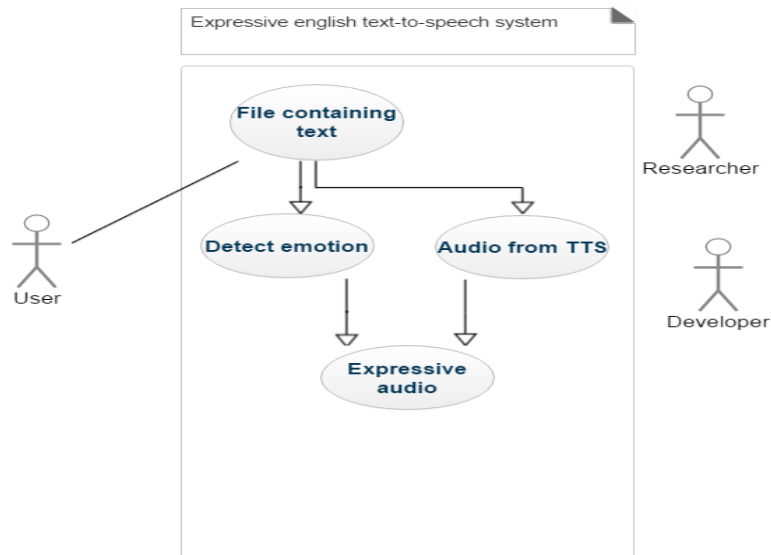 Expressive english text-to-speech system
File containing
text
Researcher
Detect emotion
Audio from TTS
User
Developer
Expressive
audio